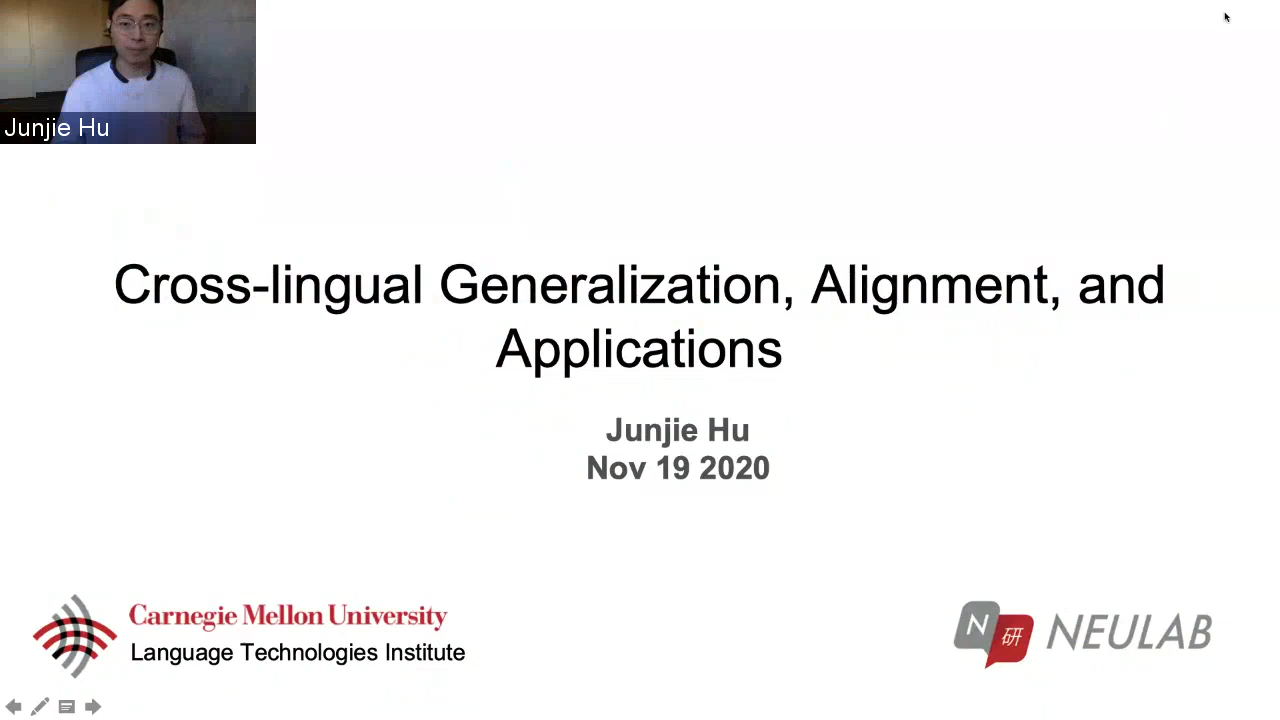 Junjie Hu
Cross-lingual Generalization, Alignment, and
Applications
Junjie Hu
Nov 19 2020
Carnegie Mellon University
Language Technologies Institute
N 研 NEULAB